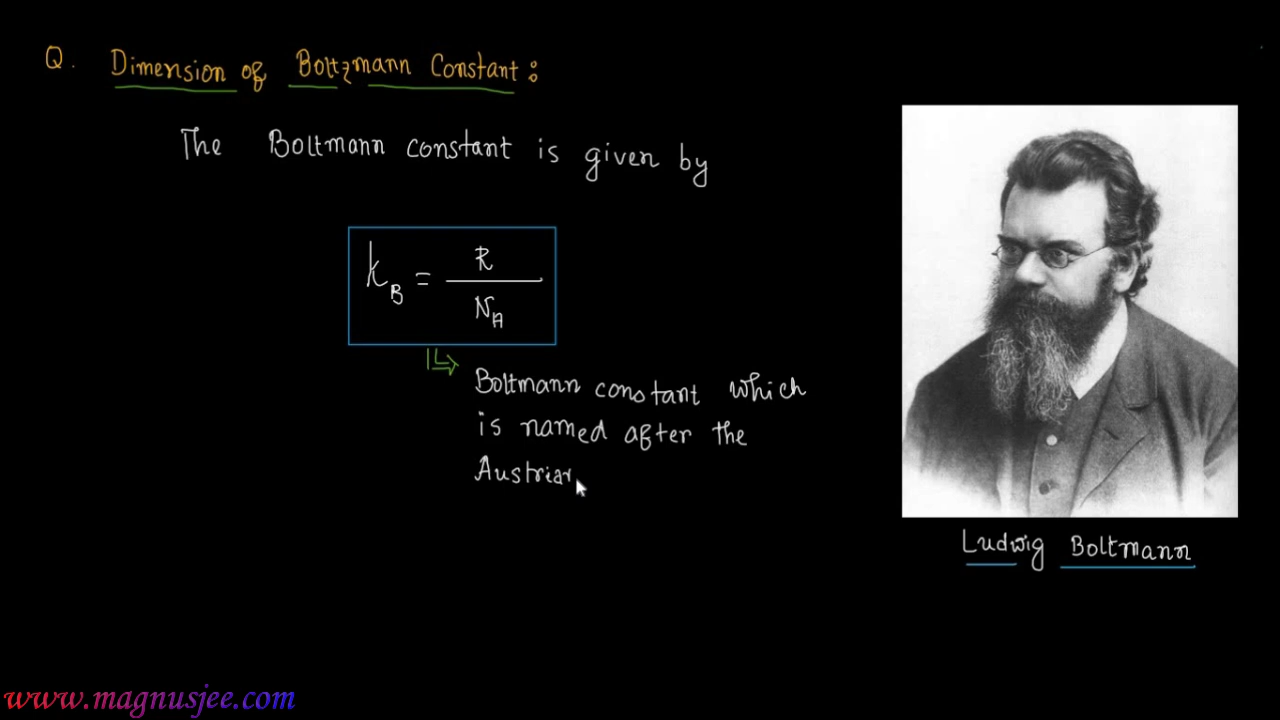 Q. Dimension of Boltzmann Constant:
The Boltmann constant is given by
k_B = R / N_A
Boltmann constant which
is named after the
Austrian
Ludwig Boltmann
www.magnusjee.com